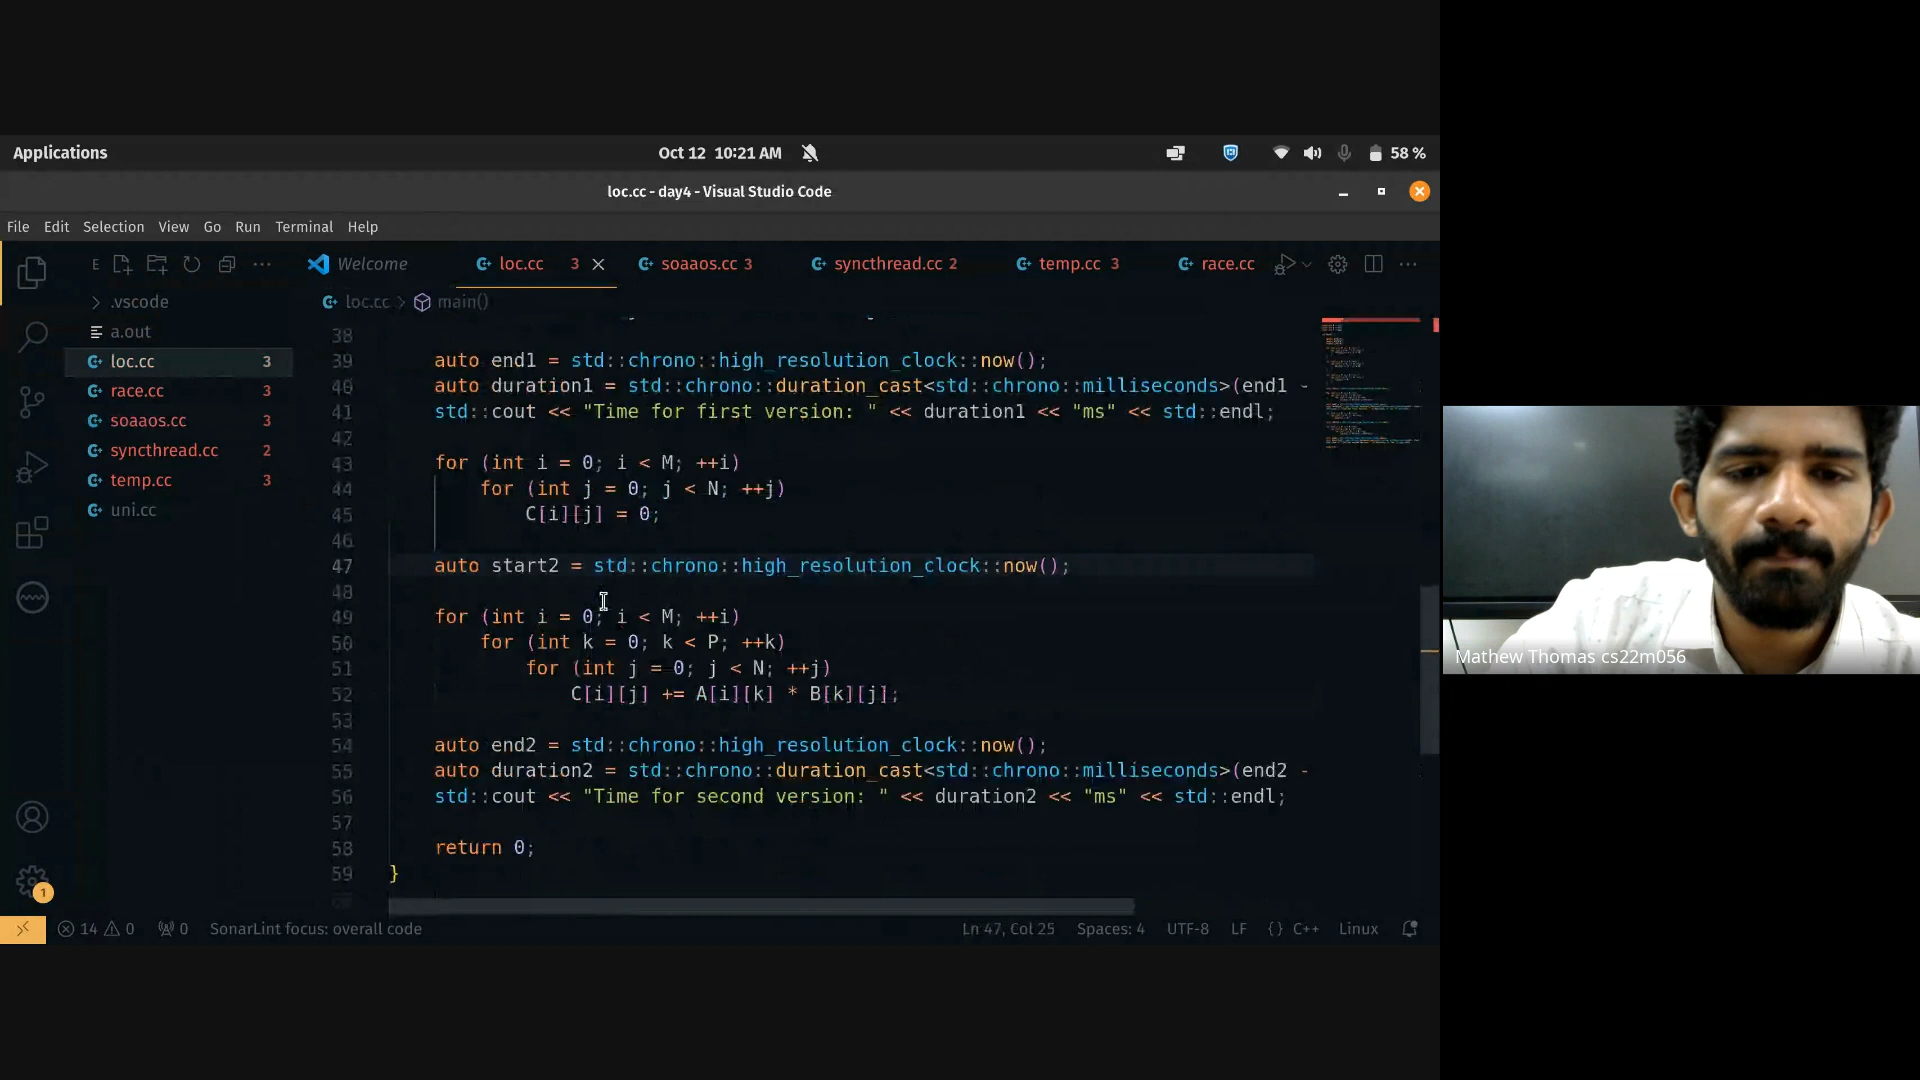 Applications
Oct 12 10:21 AM
58 %
loc.cc - day4 - Visual Studio Code
File Edit Selection View Go Run Terminal Help
E
Welcome
loc.cc 3
soaaos.cc 3
syncthread.cc 2
temp.cc 3
race.cc
.vscode
a.out
loc.cc 3
race.cc 3
soaaos.cc 3
syncthread.cc 2
temp.cc 3
uni.cc
loc.cc > main()
38
39 auto end1 = std::chrono::high_resolution_clock::now();
40 auto duration1 = std::chrono::duration_cast<std::chrono::milliseconds>(end1 -
41 std::cout << "Time for first version: " << duration1 << "ms" << std::endl;
42
43 for (int i = 0; i < M; ++i)
44 for (int j = 0; j < N; ++j)
45 C[i][j] = 0;
46
47 auto start2 = std::chrono::high_resolution_clock::now();
48
49 for (int i = 0; i < M; ++i)
50 for (int k = 0; k < P; ++k)
51 for (int j = 0; j < N; ++j)
52 C[i][j] += A[i][k] * B[k][j];
53
54 auto end2 = std::chrono::high_resolution_clock::now();
55 auto duration2 = std::chrono::duration_cast<std::chrono::milliseconds>(end2 -
56 std::cout << "Time for second version: " << duration2 << "ms" << std::endl;
57
58 return 0;
59 }
1
14 0 0 SonarLint focus: overall code
Ln 47, Col 25 Spaces: 4 UTF-8 LF {} C++ Linux
Mathew Thomas cs22m056